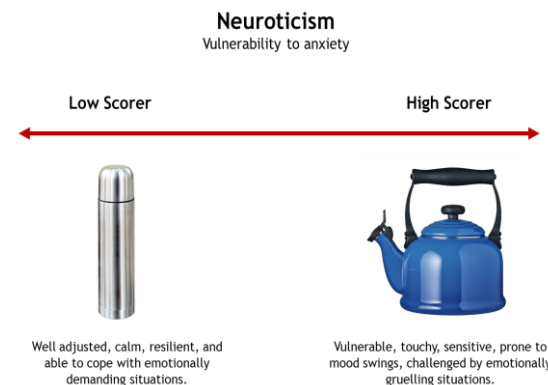 Neuroticism
Vulnerability to anxiety
Low Scorer
High Scorer
Well adjusted, calm, resilient, and
able to cope with emotionally
demanding situations.
Vulnerable, touchy, sensitive, prone to
mood swings, challenged by emotionally
gruelling situations.